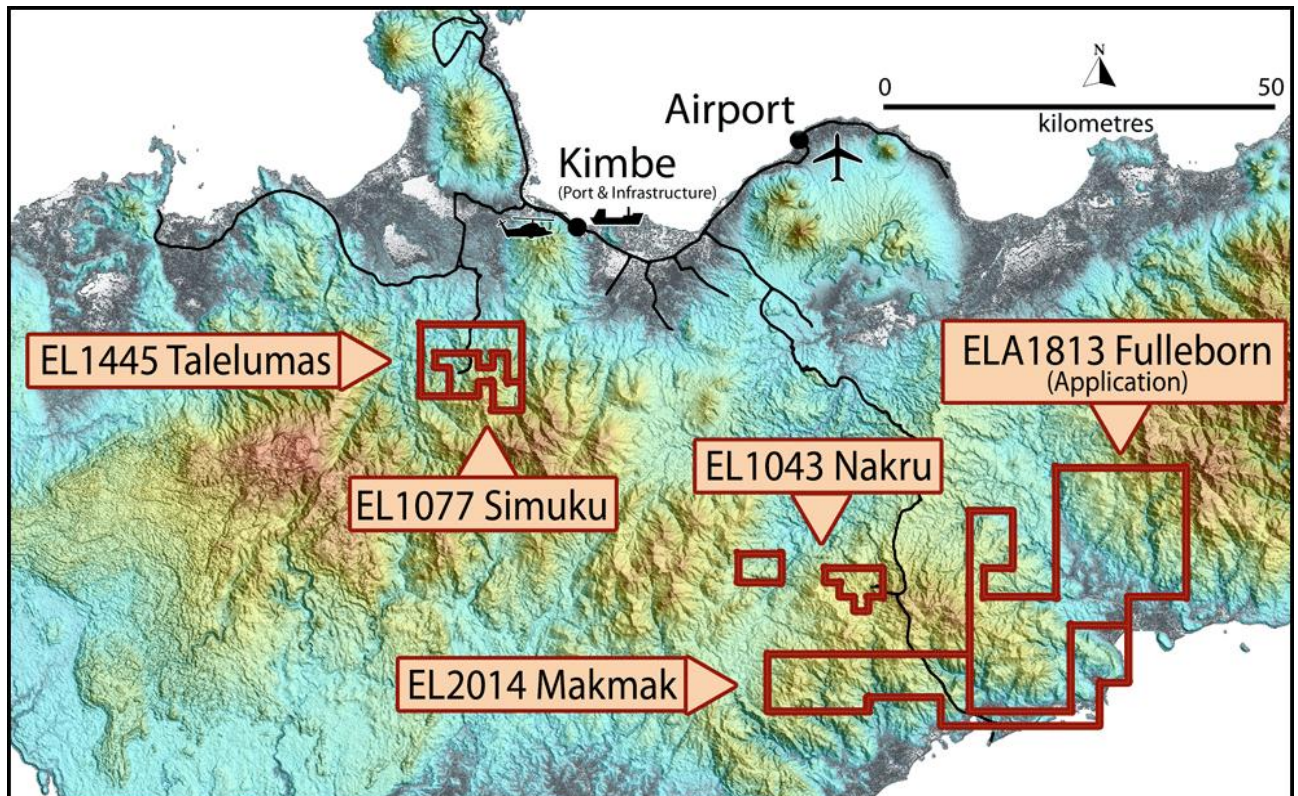 N
0 50
kilometres
Airport
Kimbe
(Port & Infrastructure)
EL1445 Talelumas
ELA1813 Fulleborn
(Application)
EL1043 Nakru
EL1077 Simuku
EL2014 Makmak